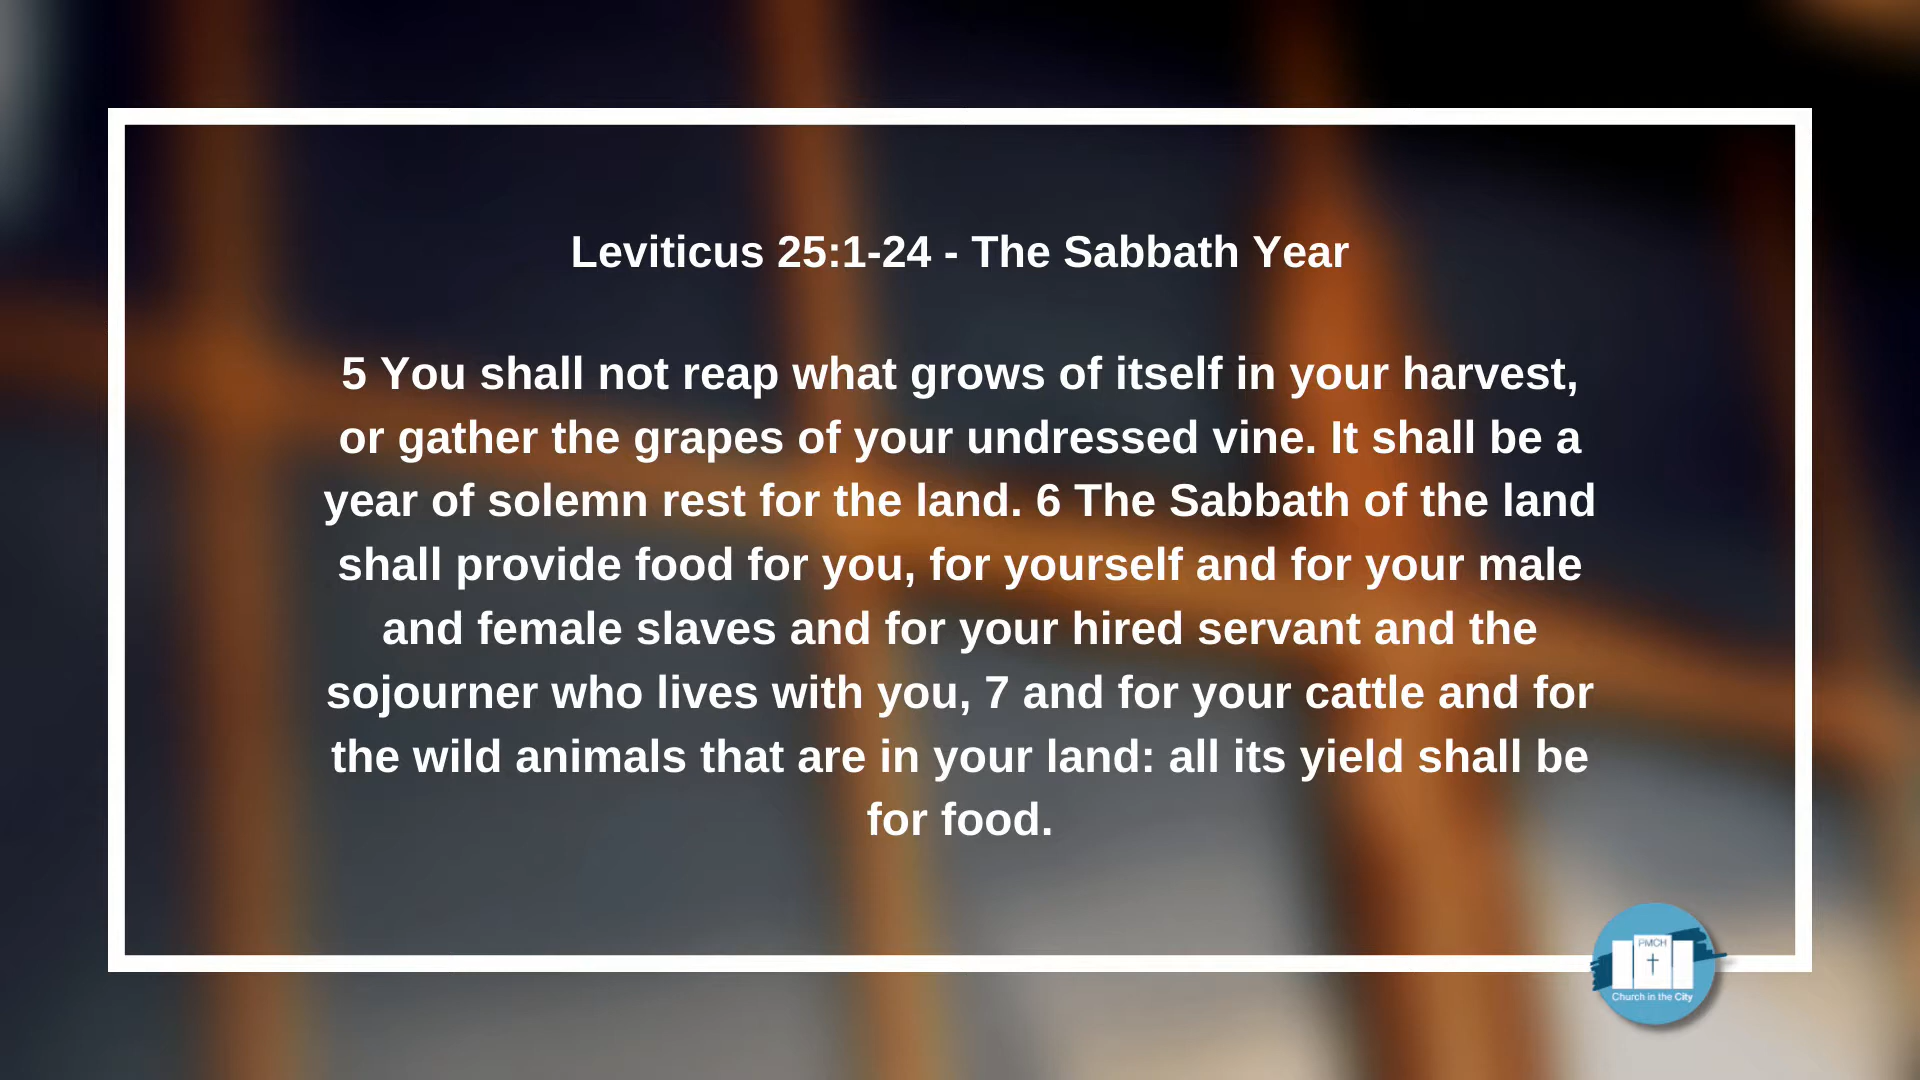 Leviticus 25:1-24 - The Sabbath Year
5 You shall not reap what grows of itself in your harvest,
or gather the grapes of your undressed vine. It shall be a
year of solemn rest for the land. 6 The Sabbath of the land
shall provide food for you, for yourself and for your male
and female slaves and for your hired servant and the
sojourner who lives with you, 7 and for your cattle and for
the wild animals that are in your land: all its yield shall be
for food.
PMCH
Church in the City